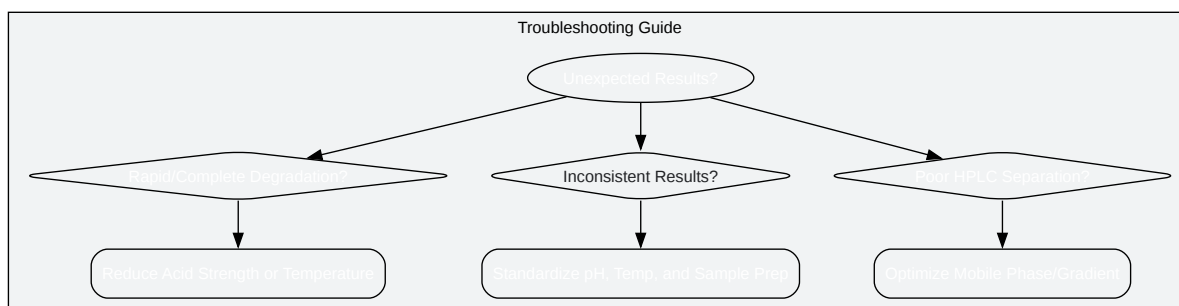 Troubleshooting Guide
Unexpected Results?
Rapid/Complete Degradation?
Inconsistent Results?
Poor HPLC Separation?
Reduce Acid Strength or Temperature
Standardize pH, Temp, and Sample Prep
Optimize Mobile Phase/Gradient